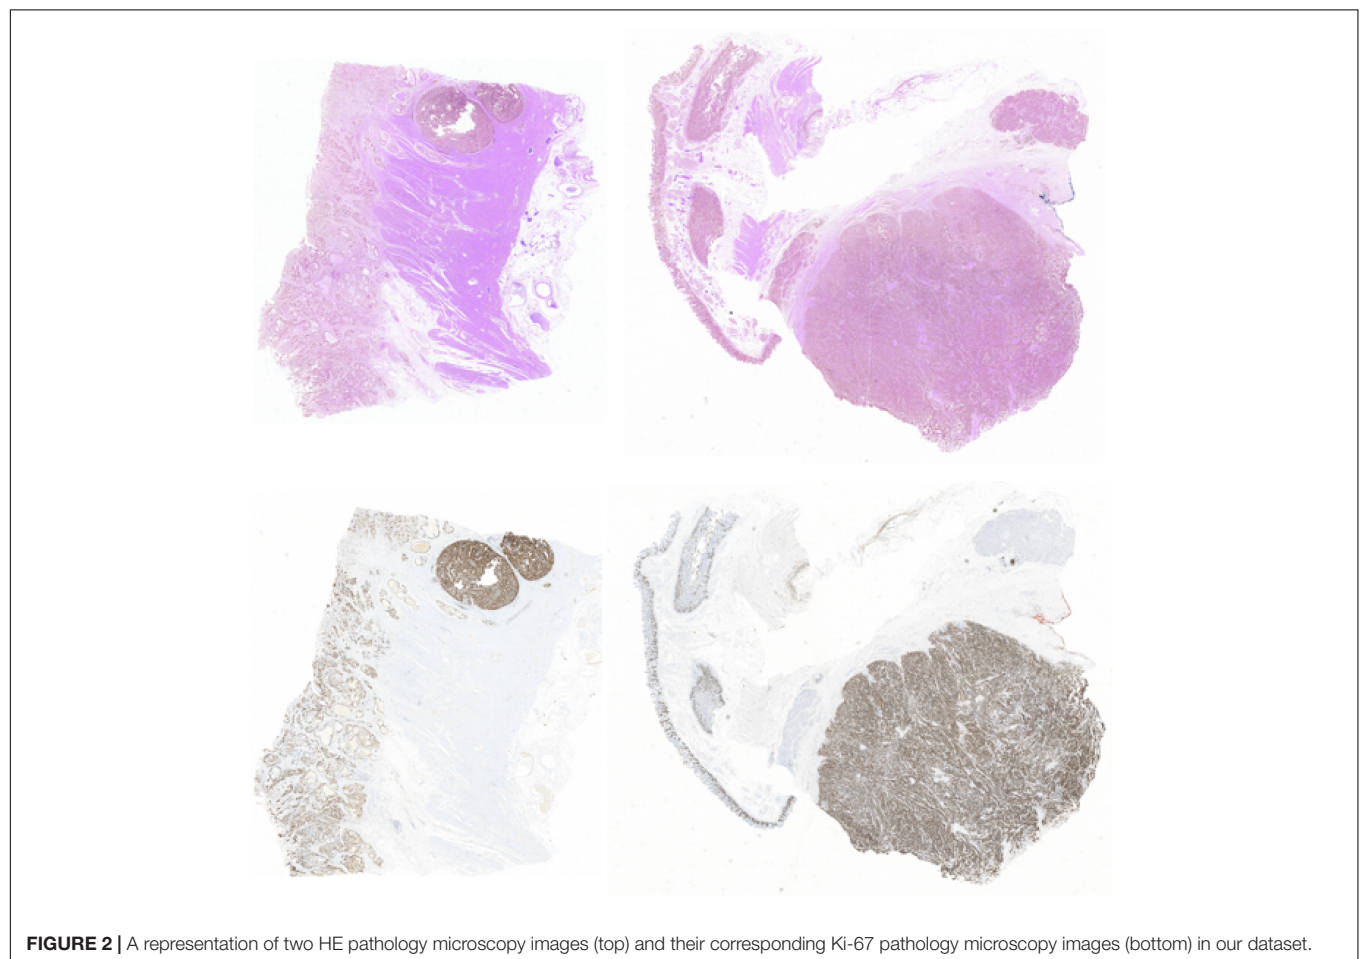 FIGURE 2 | A representation of two HE pathology microscopy images (top) and their corresponding Ki-67 pathology microscopy images (bottom) in our dataset.